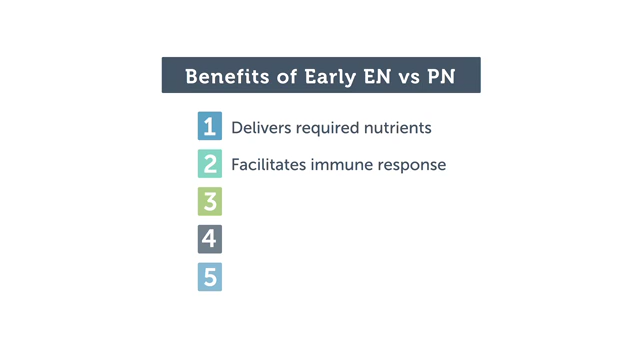 Benefits of Early EN vs PN
1 Delivers required nutrients
2 Facilitates immune response
3
4
5